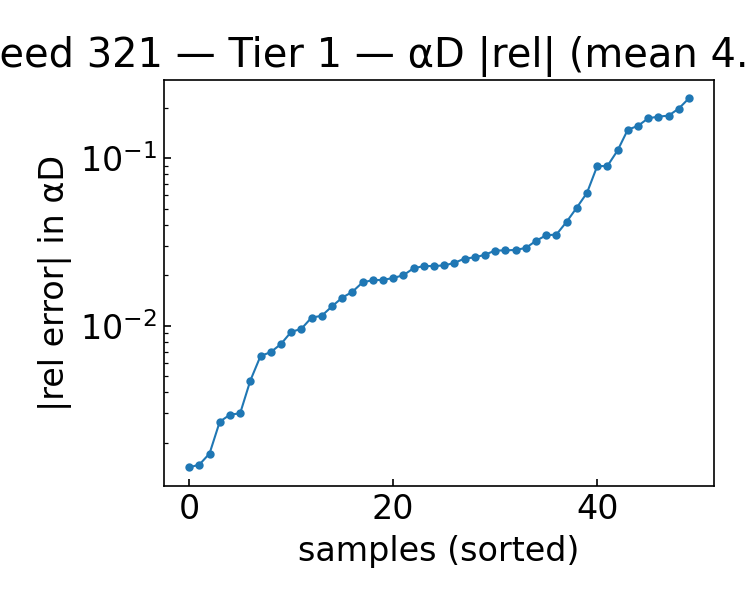 eed 321 — Tier 1 — αD |rel| (mean 4.
|rel error| in αD
10⁻¹
10⁻²
0 20 40
samples (sorted)